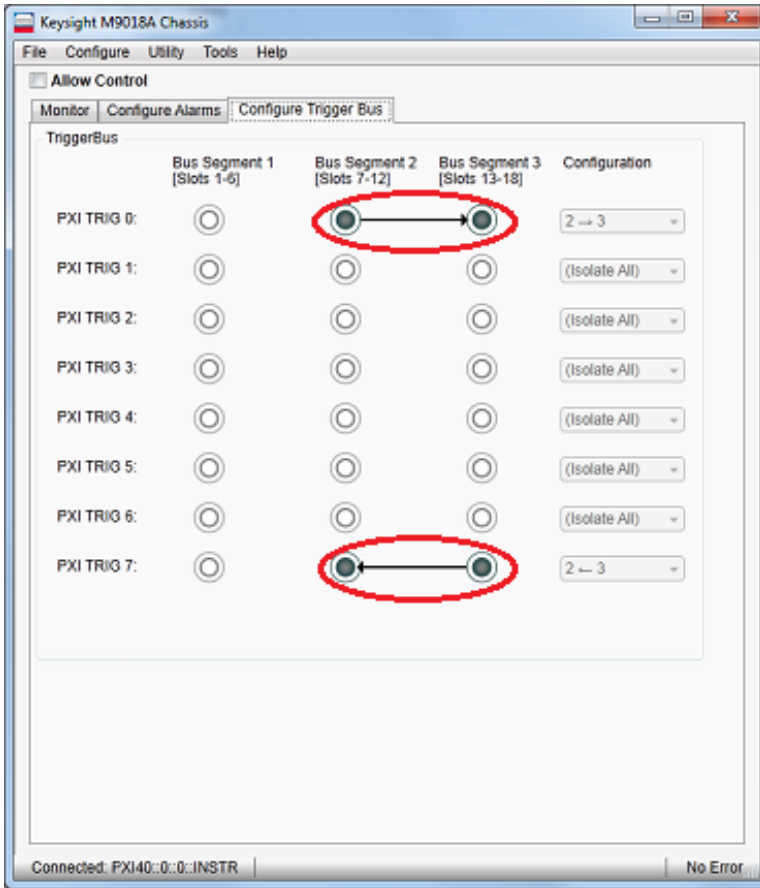 Keysight M9018A Chassis
File Configure Utility Tools Help
Allow Control
Monitor Configure Alarms Configure Trigger Bus
TriggerBus
Bus Segment 1 Bus Segment 2 Bus Segment 3 Configuration
[Slots 1-6] [Slots 7-12] [Slots 13-18]
PXI TRIG 0: 2 → 3
PXI TRIG 1: (Isolate All)
PXI TRIG 2: (Isolate All)
PXI TRIG 3: (Isolate All)
PXI TRIG 4: (Isolate All)
PXI TRIG 5: (Isolate All)
PXI TRIG 6: (Isolate All)
PXI TRIG 7: 2 ← 3
Connected: PXI40::0::0::INSTR No Error